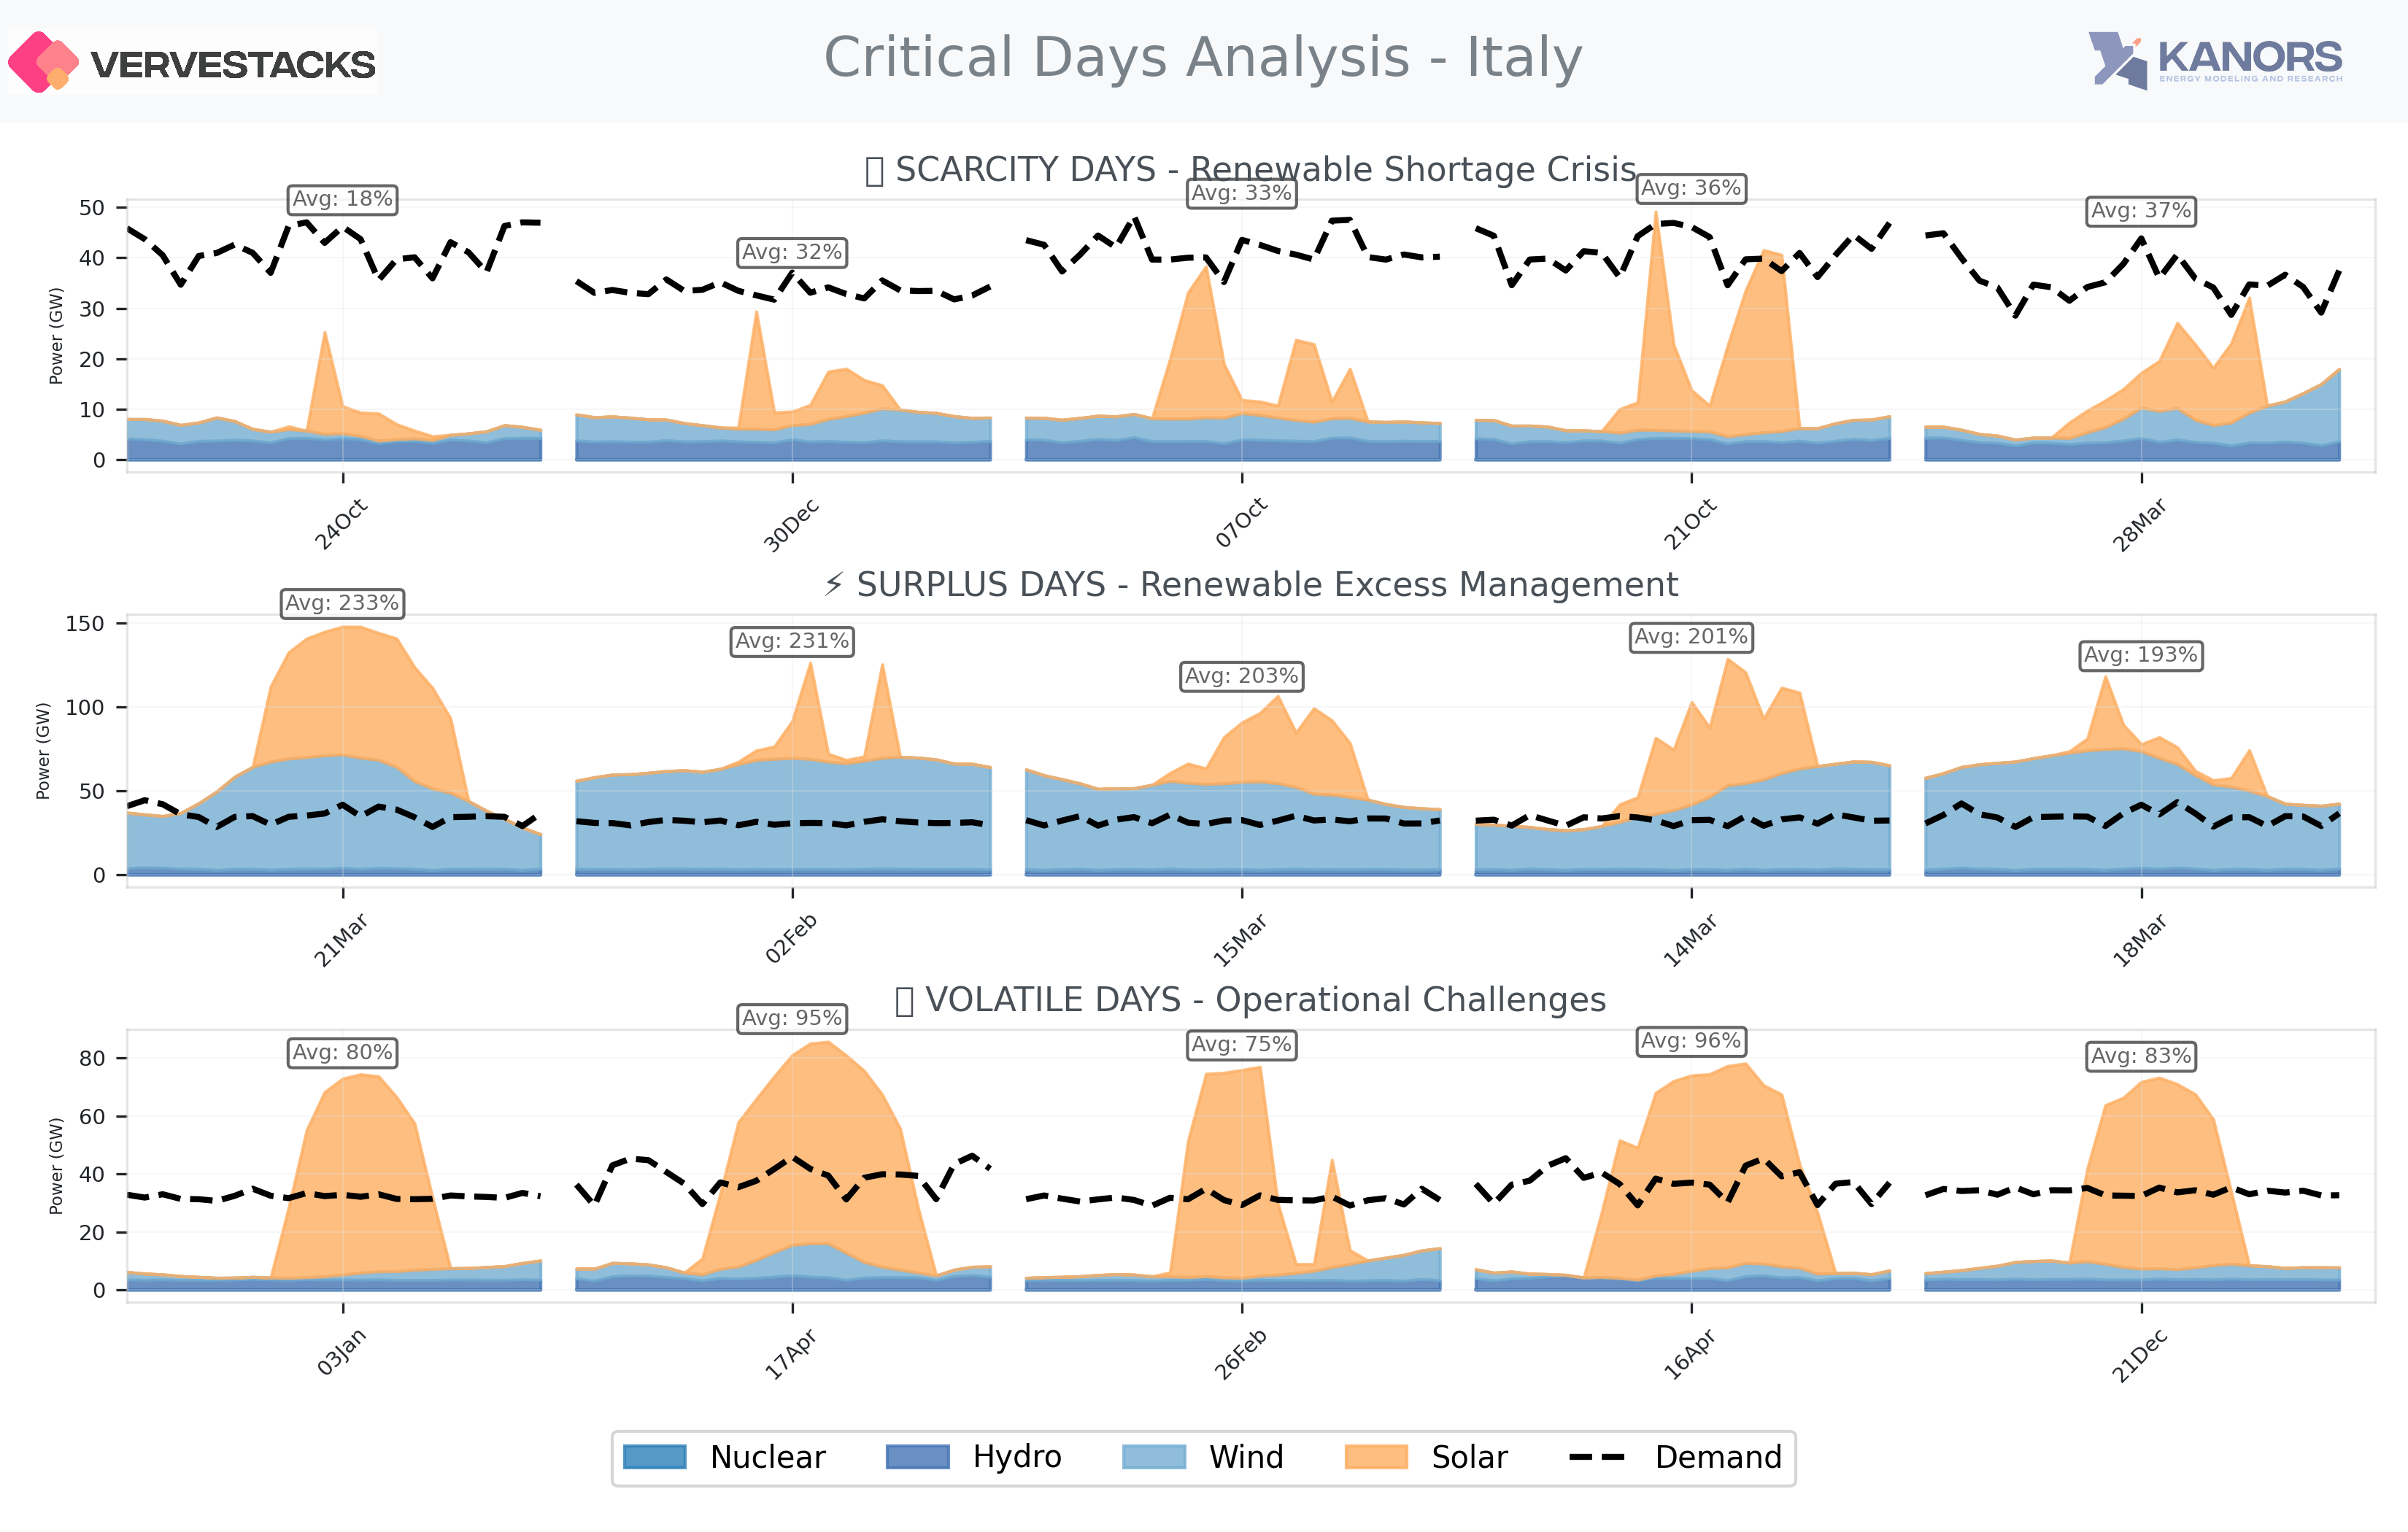 VERVESTACKS
Critical Days Analysis - Italy
KANORS
ENERGY MODELING AND RESEARCH
SCARCITY DAYS - Renewable Shortage Crisis
Avg: 18%
Avg: 32%
Avg: 33%
Avg: 36%
Avg: 37%
Power (GW)
50
40
30
20
10
0
24Oct
30Dec
07Oct
21Oct
28Mar
⚡ SURPLUS DAYS - Renewable Excess Management
Avg: 233%
Avg: 231%
Avg: 203%
Avg: 201%
Avg: 193%
Power (GW)
150
100
50
0
21Mar
02Feb
15Mar
14Mar
18Mar
VOLATILE DAYS - Operational Challenges
Avg: 80%
Avg: 95%
Avg: 75%
Avg: 96%
Avg: 83%
Power (GW)
80
60
40
20
0
03Jan
17Apr
26Feb
16Apr
21Dec
Nuclear
Hydro
Wind
Solar
Demand